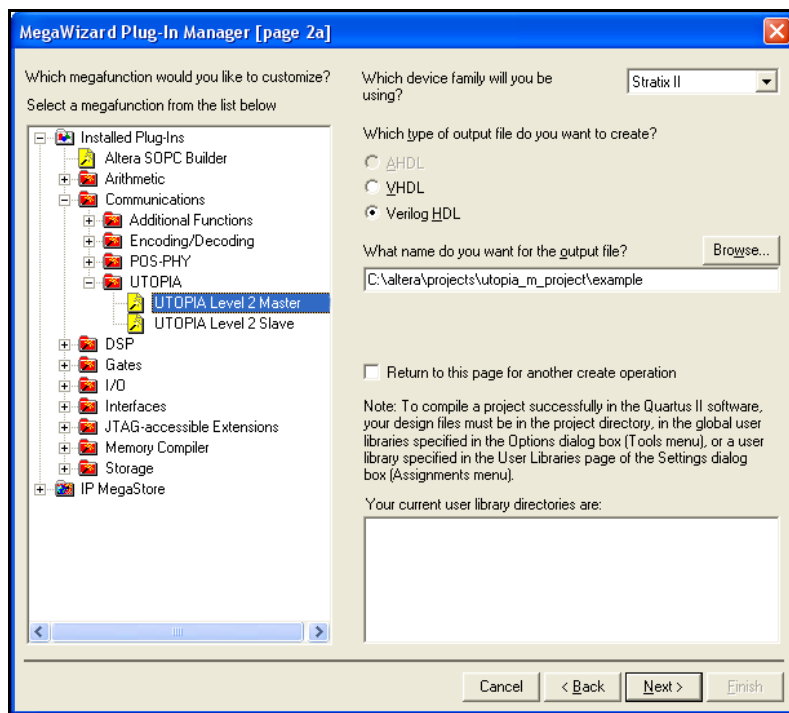 MegaWizard Plug-In Manager [page 2a]
Which megafunction would you like to customize?
Select a megafunction from the list below
Installed Plug-Ins
Altera SOPC Builder
Arithmetic
Communications
Additional Functions
Encoding/Decoding
POS-PHY
UTOPIA
UTOPIA Level 2 Master
UTOPIA Level 2 Slave
DSP
Gates
I/O
Interfaces
JTAG-accessible Extensions
Memory Compiler
Storage
IP MegaStore
Which device family will you be
using?
Stratix II
Which type of output file do you want to create?
AHDL
VHDL
Verilog HDL
What name do you want for the output file?
Browse...
C:\altera\projects\utopia_m_project\example
Return to this page for another create operation
Note: To compile a project successfully in the Quartus II software,
your design files must be in the project directory, in the global user
libraries specified in the Options dialog box (Tools menu), or a user
library specified in the User Libraries page of the Settings dialog
box (Assignments menu).
Your current user library directories are:
Cancel
< Back
Next >
Finish